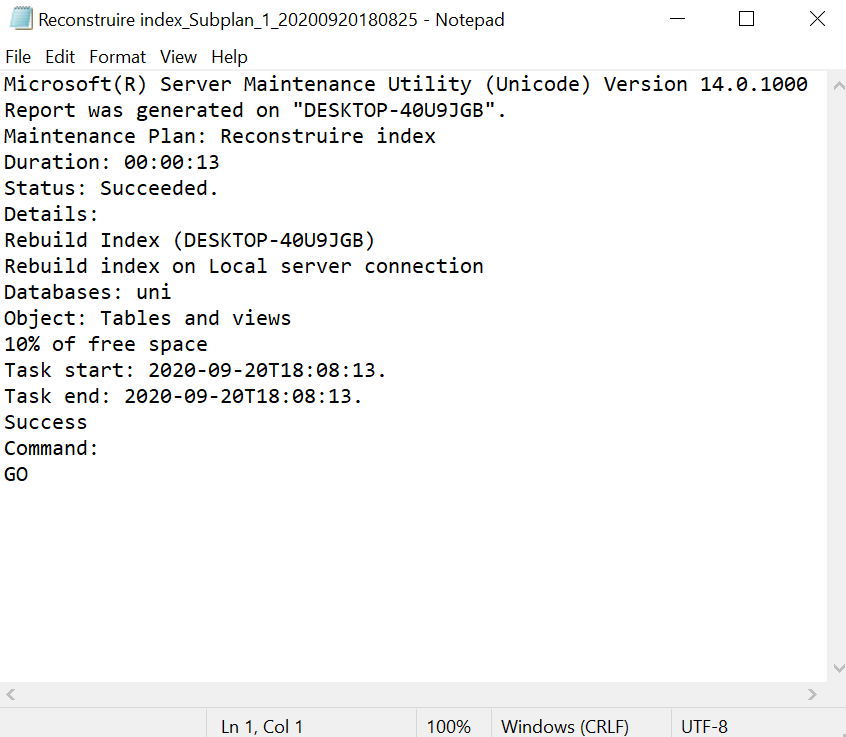 Reconstruire index_Subplan_1_20200920180825 - Notepad
File Edit Format View Help
Microsoft(R) Server Maintenance Utility (Unicode) Version 14.0.1000
Report was generated on "DESKTOP-40U9JGB".
Maintenance Plan: Reconstruire index
Duration: 00:00:13
Status: Succeeded.
Details:
Rebuild Index (DESKTOP-40U9JGB)
Rebuild index on Local server connection
Databases: uni
Object: Tables and views
10% of free space
Task start: 2020-09-20T18:08:13.
Task end: 2020-09-20T18:08:13.
Success
Command:
GO
Ln 1, Col 1 100% Windows (CRLF) UTF-8